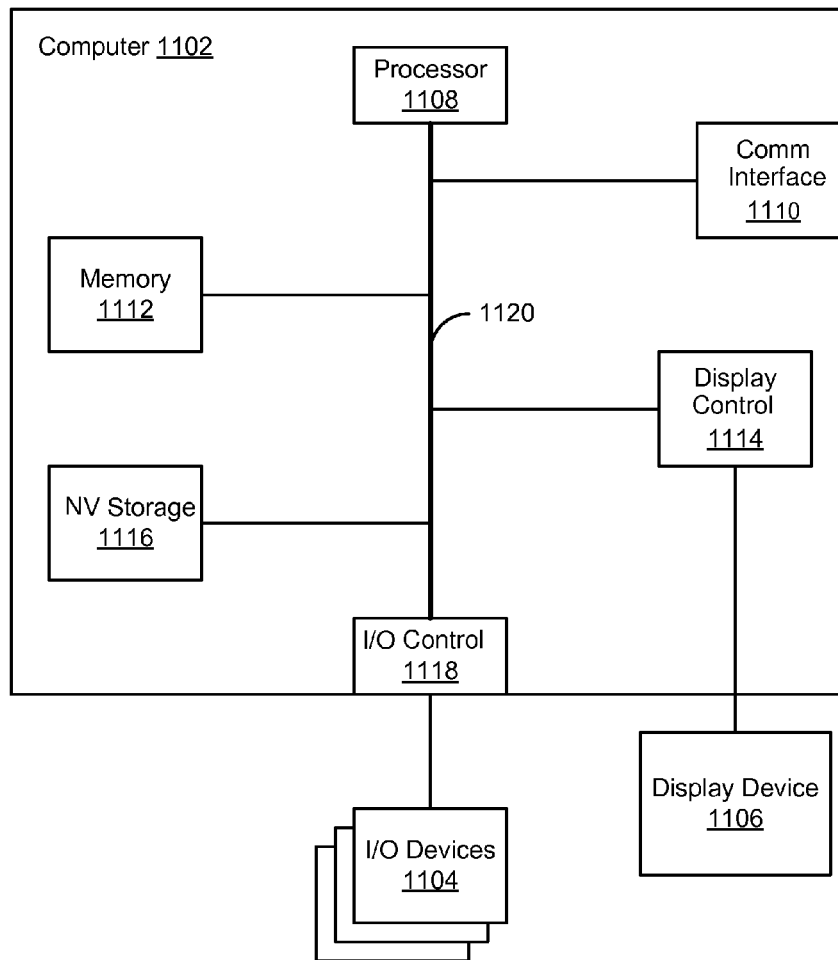 Computer 1102
Processor
1108
Comm
Interface
1110
Memory
1112
1120
Display
Control
1114
NV Storage
1116
I/O Control
1118
Display Device
1106
I/O Devices
1104